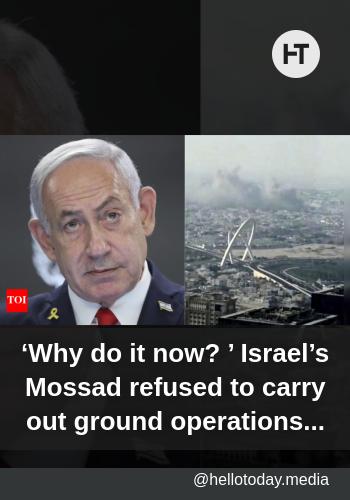 HT
TOI
‘Why do it now? ’ Israel’s
Mossad refused to carry
out ground operations...
@hellotoday.media